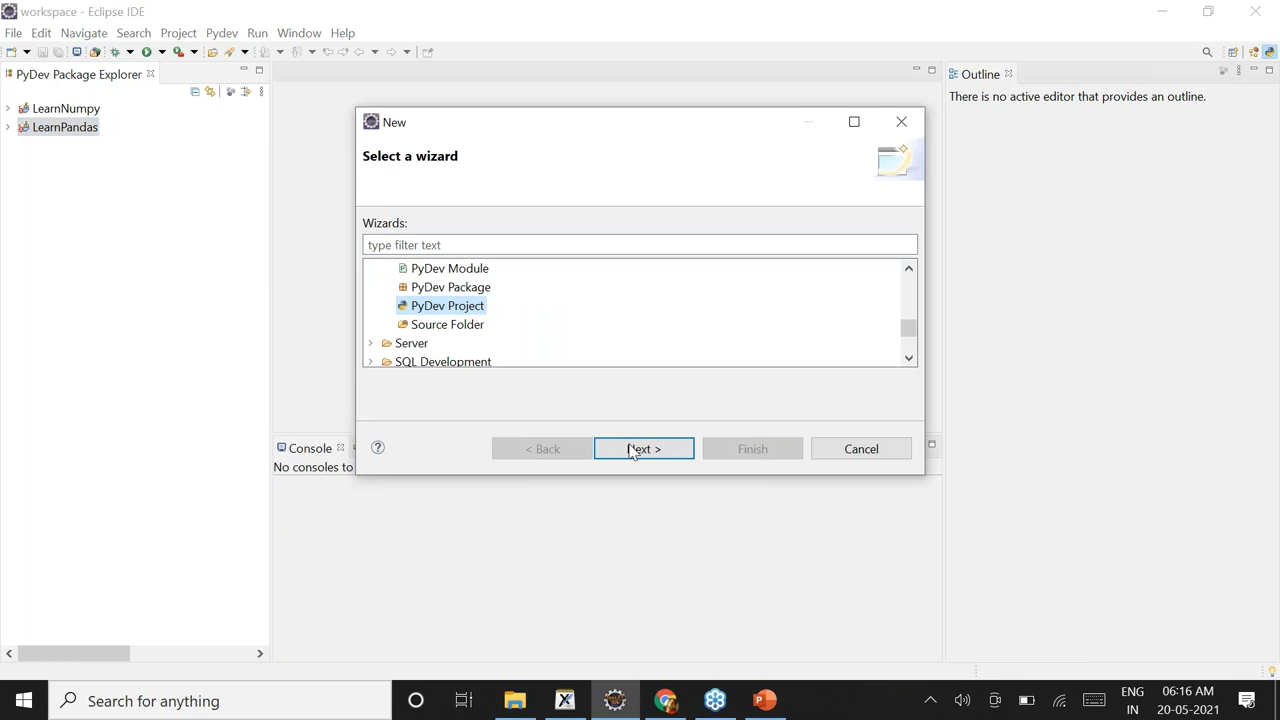 workspace - Eclipse IDE
File Edit Navigate Search Project Pydev Run Window Help
PyDev Package Explorer
LearnNumpy
LearnPandas
New
Select a wizard
Wizards:
type filter text
PyDev Module
PyDev Package
PyDev Project
Source Folder
Server
SQL Development
< Back
Next >
Finish
Cancel
Console
No consoles to
Outline
There is no active editor that provides an outline.
Search for anything
ENG
IN
06:16 AM
20-05-2021